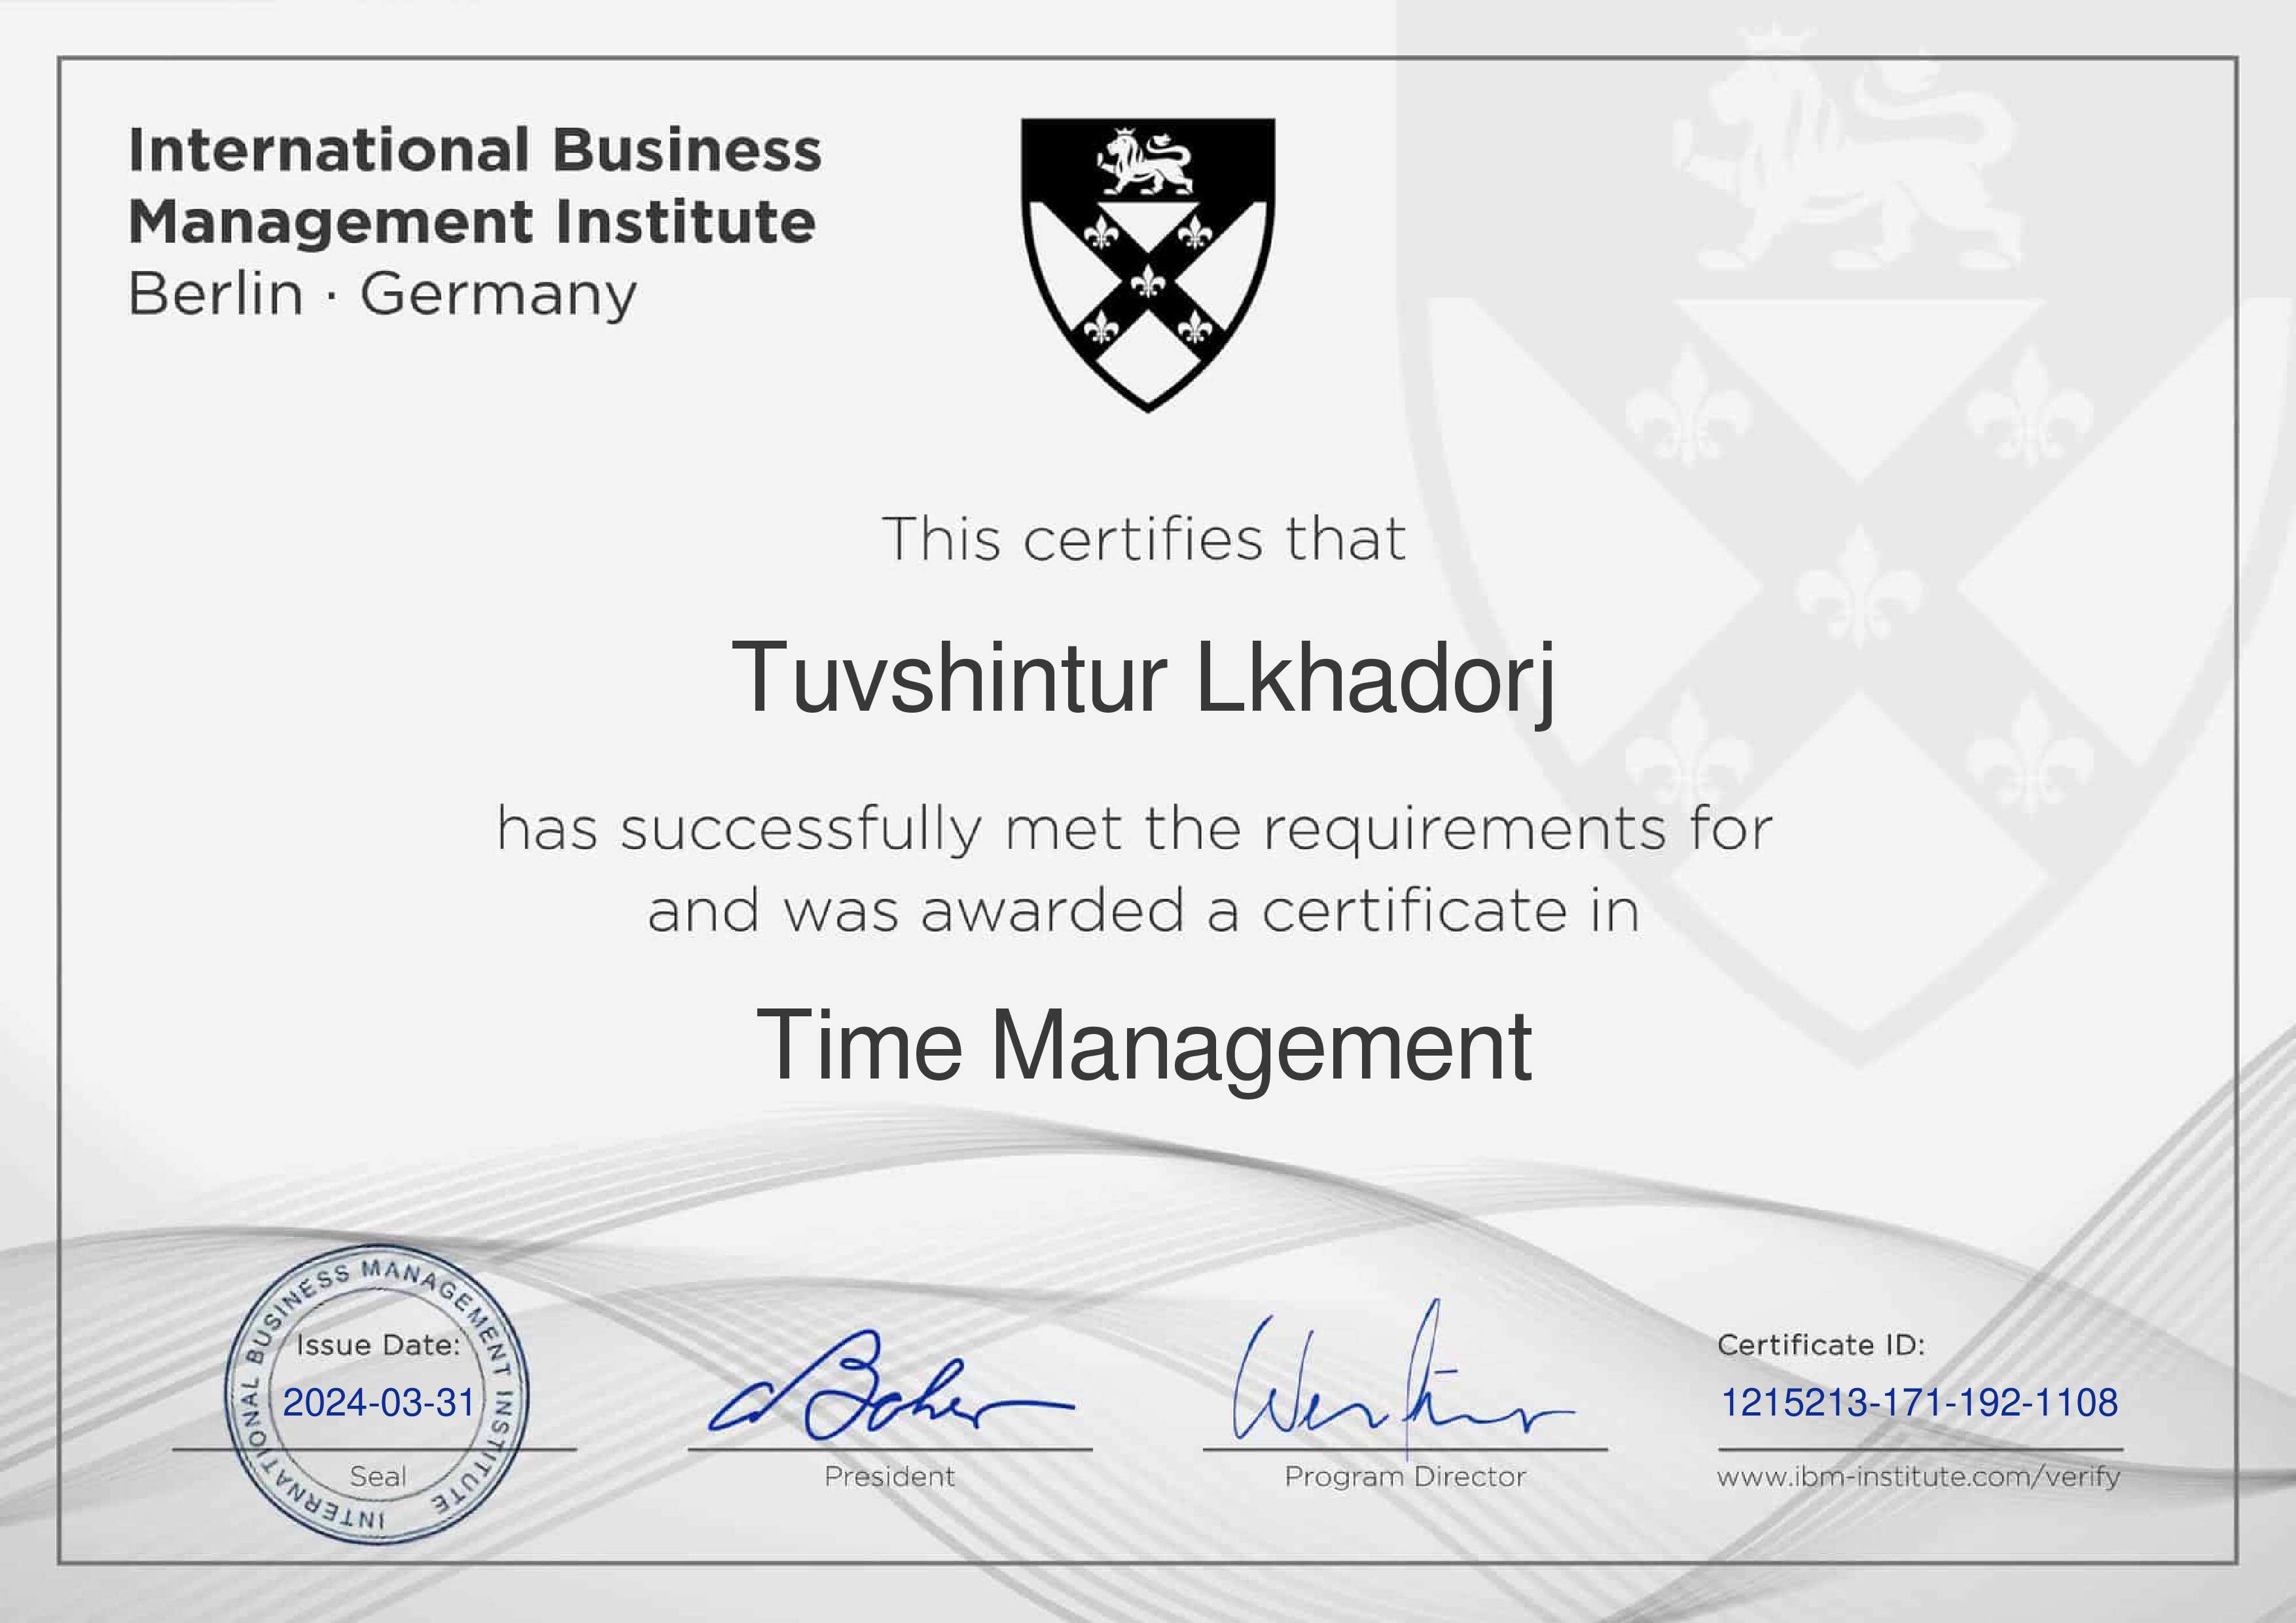 International Business
Management Institute
Berlin · Germany
This certifies that
Tuvshintur Lkhadorj
has successfully met the requirements for
and was awarded a certificate in
Time Management
INTERNATIONAL BUSINESS MANAGEMENT INSTITUTE
Issue Date:
2024-03-31
Seal
President
Program Director
Certificate ID:
1215213-171-192-1108
www.ibm-institute.com/verify